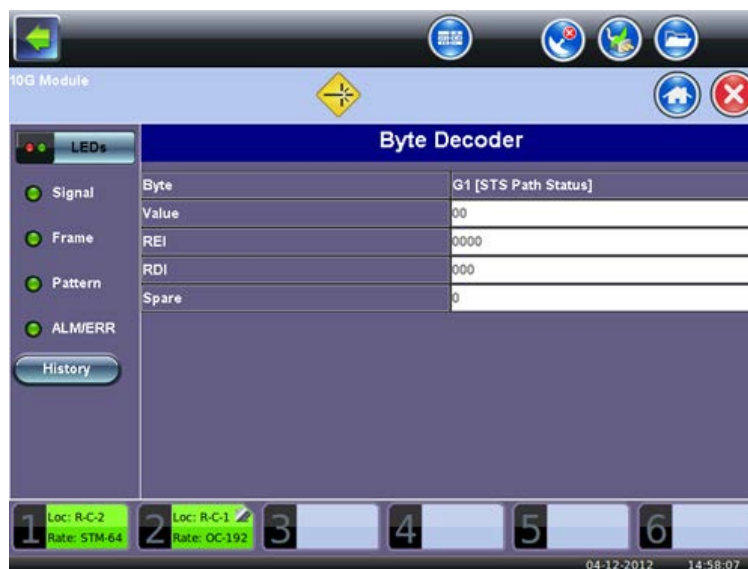 10G Module
LEDs
Byte Decoder
Signal
Frame
Pattern
ALM/ERR
History
Byte G1 [STS Path Status]
Value 00
REI 0000
RDI 000
Spare 0
1 Loc: R-C-2
Rate: STM-64
2 Loc: R-C-1
Rate: OC-192
3
4
5
6
04-12-2012 14:58:07